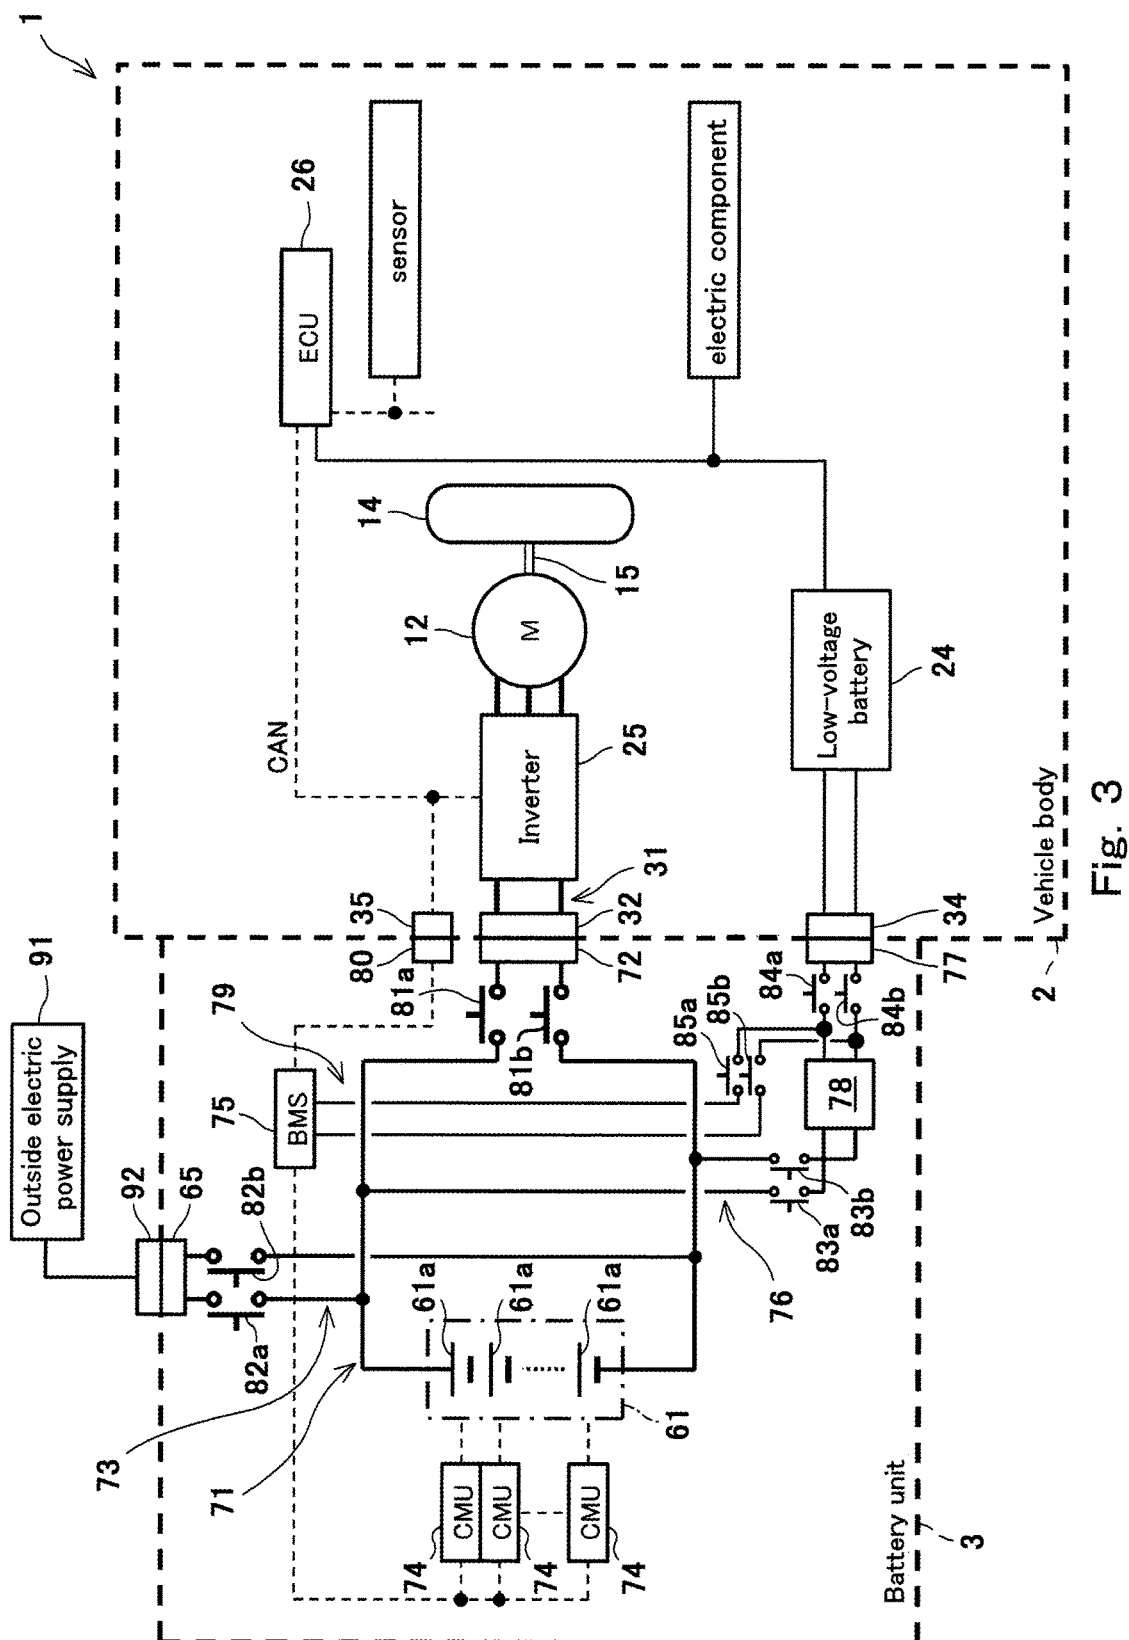 1
ECU
26
sensor
electric component
14
15
12
M
CAN
Inverter
25
Low-voltage
battery
24
31
35
80
32
72
34
77
Vehicle body
2
Fig. 3
91
Outside electric
power supply
92
65
82b
82a
79
75
BMS
81a
81b
85a
85b
84a
84b
78
83b
83a
76
73
71
61a
61a
61a
61
CMU
CMU
CMU
74
74
74
Battery unit
3